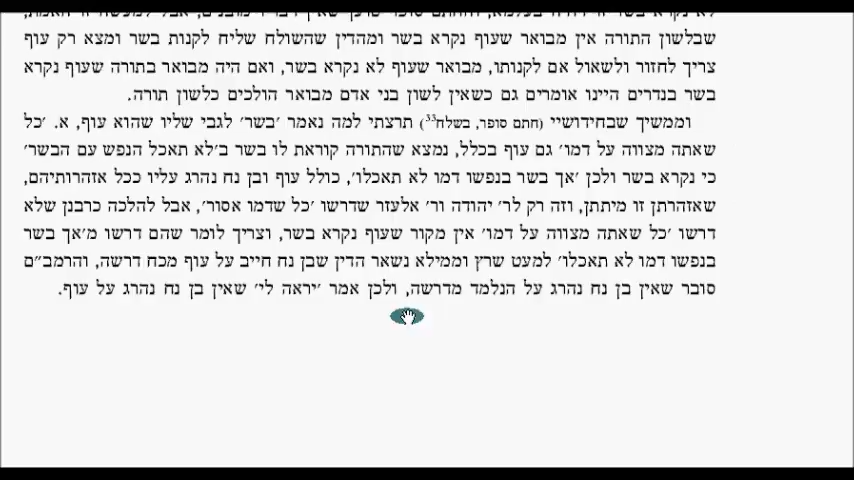 לא נקרא בשר זו
שבלשון התורה אין מבואר שעוף נקרא בשר ומהדין שהשולח שליח לקנות בשר ומצא רק עוף
צריך לחזור ולשאול אם לקנותו, מבואר שעוף לא נקרא בשר, ואם היה מבואר בתורה שעוף נקרא
בשר בנדרים היינו אומרים גם כשאין לשון בני אדם מבואר הולכים כלשון תורה.
וממשיך שבחידושיי (חתם סופר, בשלח33) תרצתי למה נאמר 'בשר' לגבי שליו שהוא עוף, א. 'כל
שאתה מצווה על דמו' גם עוף בכלל, נמצא שהתורה קוראת לו בשר ב'לא תאכל הנפש עם הבשר'
כי נקרא בשר ולכן 'אך בשר בנפשו דמו לא תאכלו', כולל עוף ובן נח נהרג עליו ככל אזהרותיהם,
שאזהרתן זו מיתתן, וזה רק לר' יהודה ור' אלעזר שדרשו 'כל שדמו אסור', אבל להלכה כרבנן שלא
דרשו 'כל שאתה מצווה על דמו' אין מקור שעוף נקרא בשר, וצריך לומר שהם דרשו מ'אך בשר
בנפשו דמו לא תאכלו' למעט שרץ וממילא נשאר הדין שבן נח חייב על עוף מכח דרשה, והרמב״ם
סובר שאין בן נח נהרג על הנלמד מדרשה, ולכן אמר 'יראה לי' שאין בן נח נהרג על עוף.